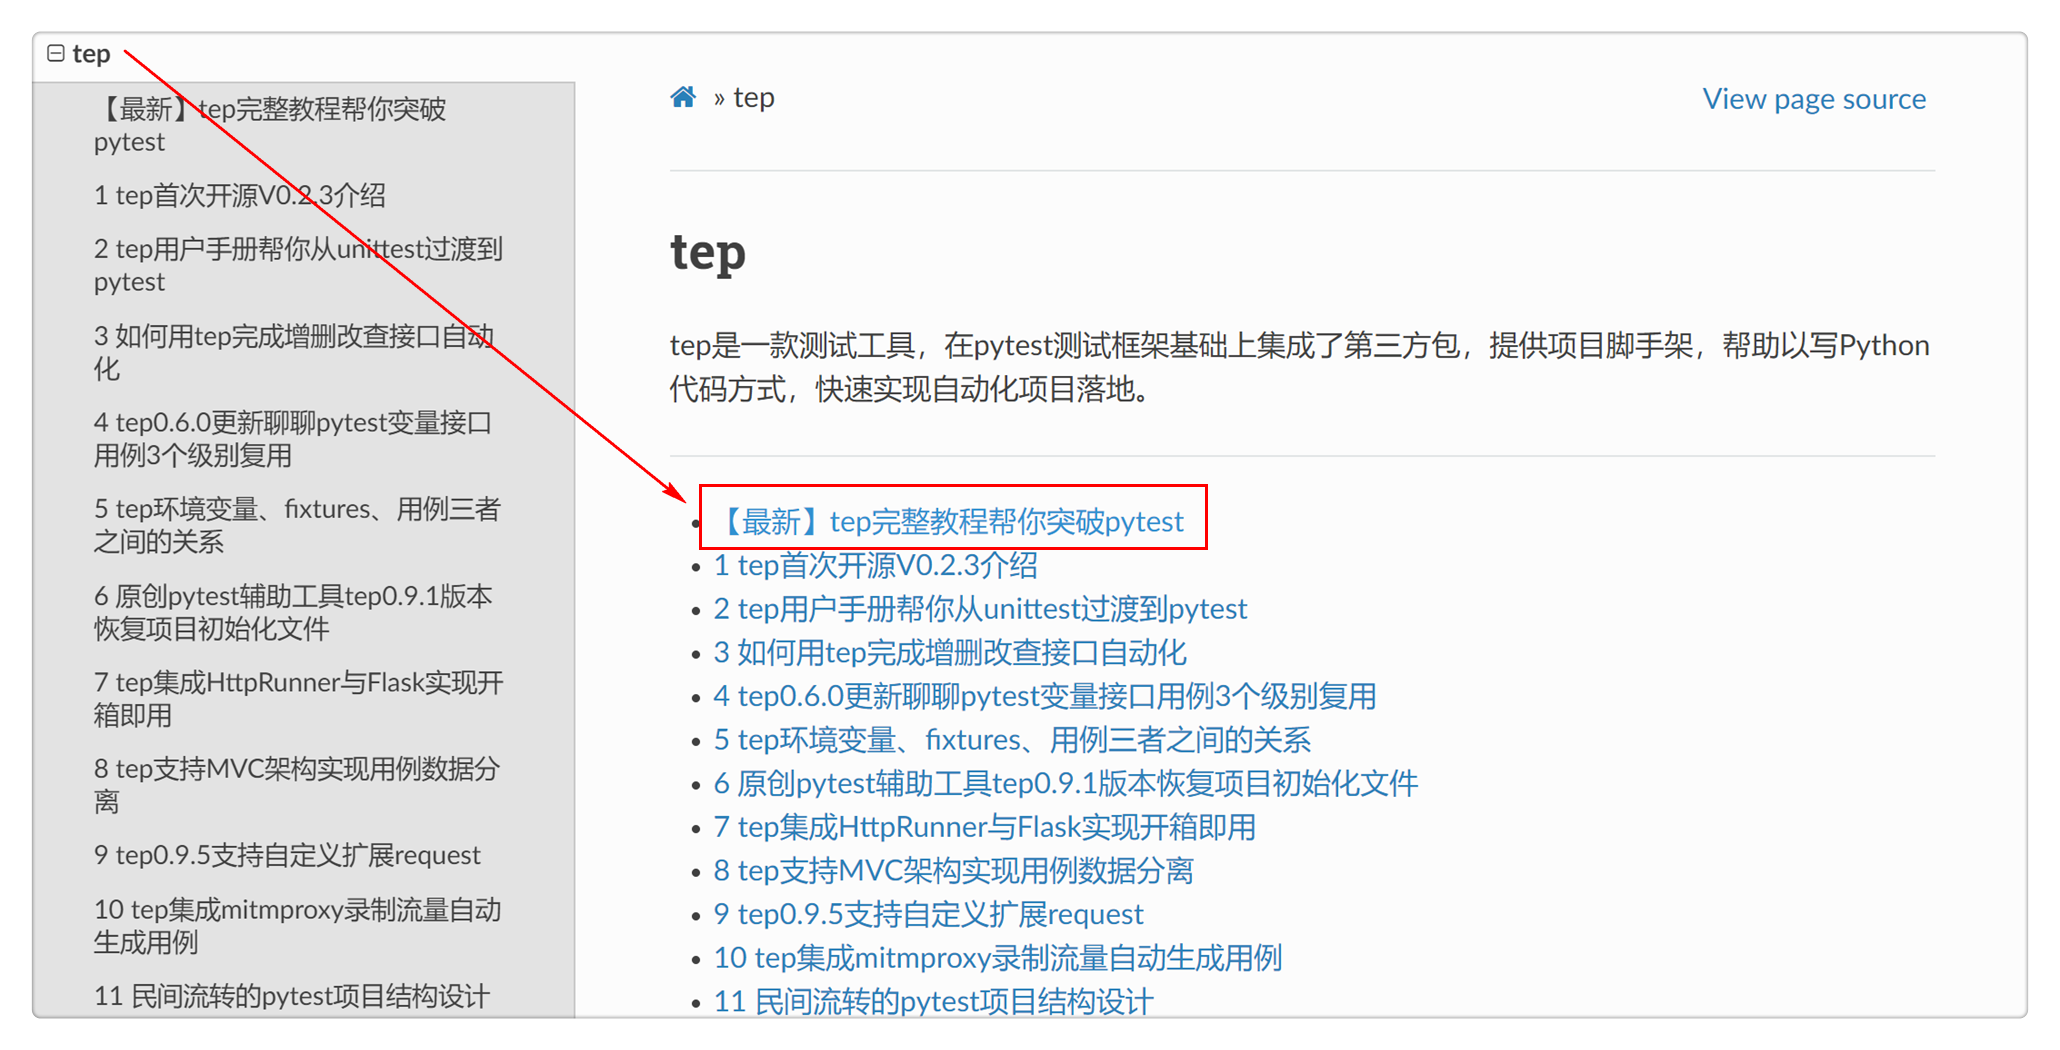 tep
【最新】tep完整教程帮你突破
pytest
1 tep首次开源V0.2.3介绍
2 tep用户手册帮你从unittest过渡到
pytest
3 如何用tep完成增删改查接口自动
化
4 tep0.6.0更新聊聊pytest变量接口
用例3个级别复用
5 tep环境变量、fixtures、用例三者
之间的关系
6 原创pytest辅助工具tep0.9.1版本
恢复项目初始化文件
7 tep集成HttpRunner与Flask实现开
箱即用
8 tep支持MVC架构实现用例数据分
离
9 tep0.9.5支持自定义扩展request
10 tep集成mitmproxy录制流量自动
生成用例
11 民间流转的pytest项目结构设计
» tep
View page source
tep
tep是一款测试工具，在pytest测试框架基础上集成了第三方包，提供项目脚手架，帮助以写Python
代码方式，快速实现自动化项目落地。
• 【最新】tep完整教程帮你突破pytest
• 1 tep首次开源V0.2.3介绍
• 2 tep用户手册帮你从unittest过渡到pytest
• 3 如何用tep完成增删改查接口自动化
• 4 tep0.6.0更新聊聊pytest变量接口用例3个级别复用
• 5 tep环境变量、fixtures、用例三者之间的关系
• 6 原创pytest辅助工具tep0.9.1版本恢复项目初始化文件
• 7 tep集成HttpRunner与Flask实现开箱即用
• 8 tep支持MVC架构实现用例数据分离
• 9 tep0.9.5支持自定义扩展request
• 10 tep集成mitmproxy录制流量自动生成用例
• 11 民间流转的pytest项目结构设计